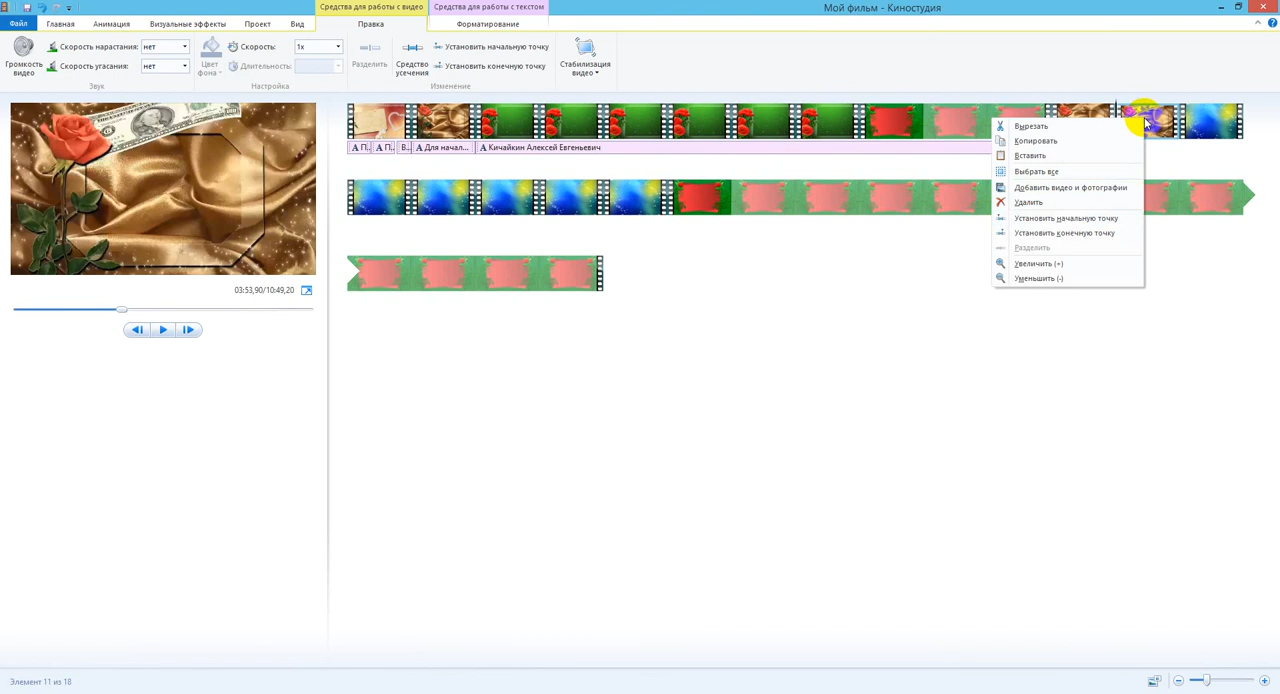 Средства для работы с видео
Средства для работы с текстом
Мой фильм - Киностудия
Файл
Главная
Анимация
Визуальные эффекты
Проект
Вид
Правка
Форматирование
Громкость видео
Скорость нарастания:
нет
Скорость угасания:
нет
Звук
Цвет фона
Скорость:
1x
Длительность:
Настройка
Разделить
Средство усечения
Установить начальную точку
Установить конечную точку
Изменение
Стабилизация видео
03:53,90/10:49,20
A П..
A П..
В..
A Для начал...
A Кичайкин Алексей Евгеньевич
Вырезать
Копировать
Вставить
Выбрать все
Добавить видео и фотографии
Удалить
Установить начальную точку
Установить конечную точку
Разделить
Увеличить (+)
Уменьшить (-)
Элемент 11 из 18